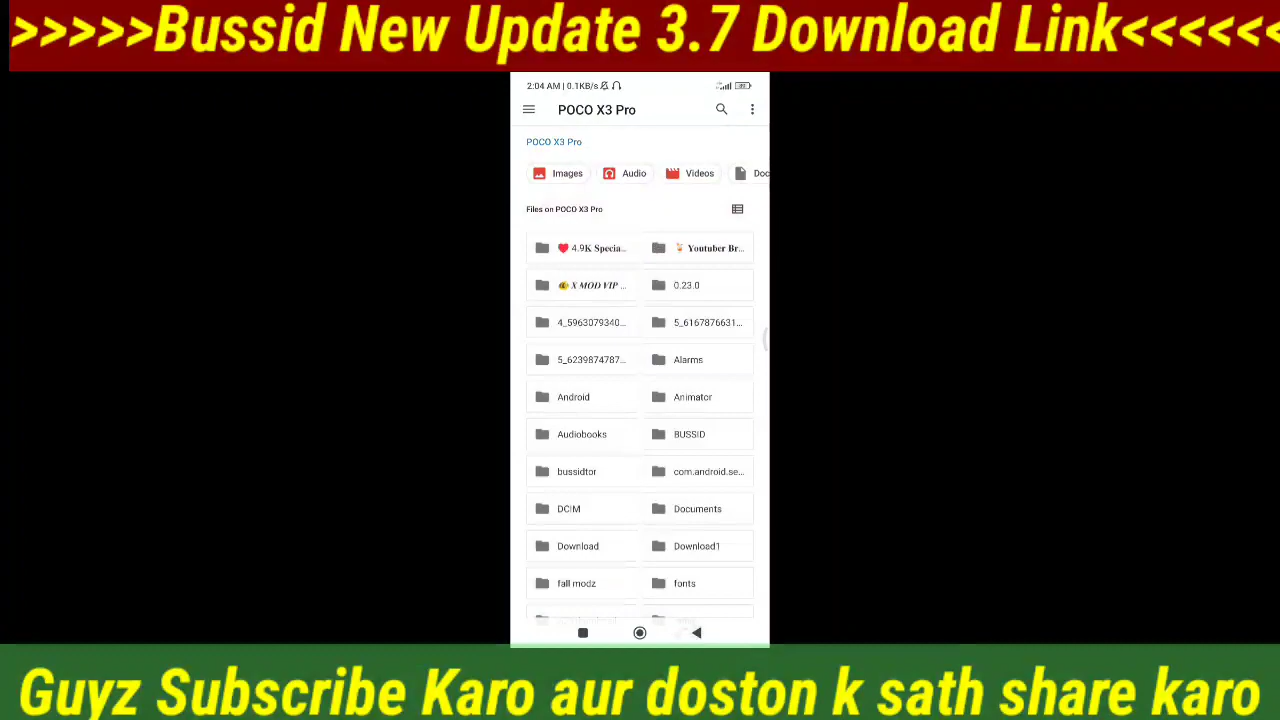 >>>>>Bussid New Update 3.7 Download Link<<<<<<
2:04 AM | 0.1KB/s
POCO X3 Pro
POCO X3 Pro
Images Audio Videos Doc
Files on POCO X3 Pro
❤️ 4.9K Specia... 🍹 Youtuber Br...
🐠 X MOD VIP ... 0.23.0
4_5963079340... 5_6167876631...
5_6239874787... Alarms
Android Animator
Audiobooks BUSSID
bussidtor com.android.se...
DCIM Documents
Download Download1
fall modz fonts
Guyz Subscribe Karo aur doston k sath share karo